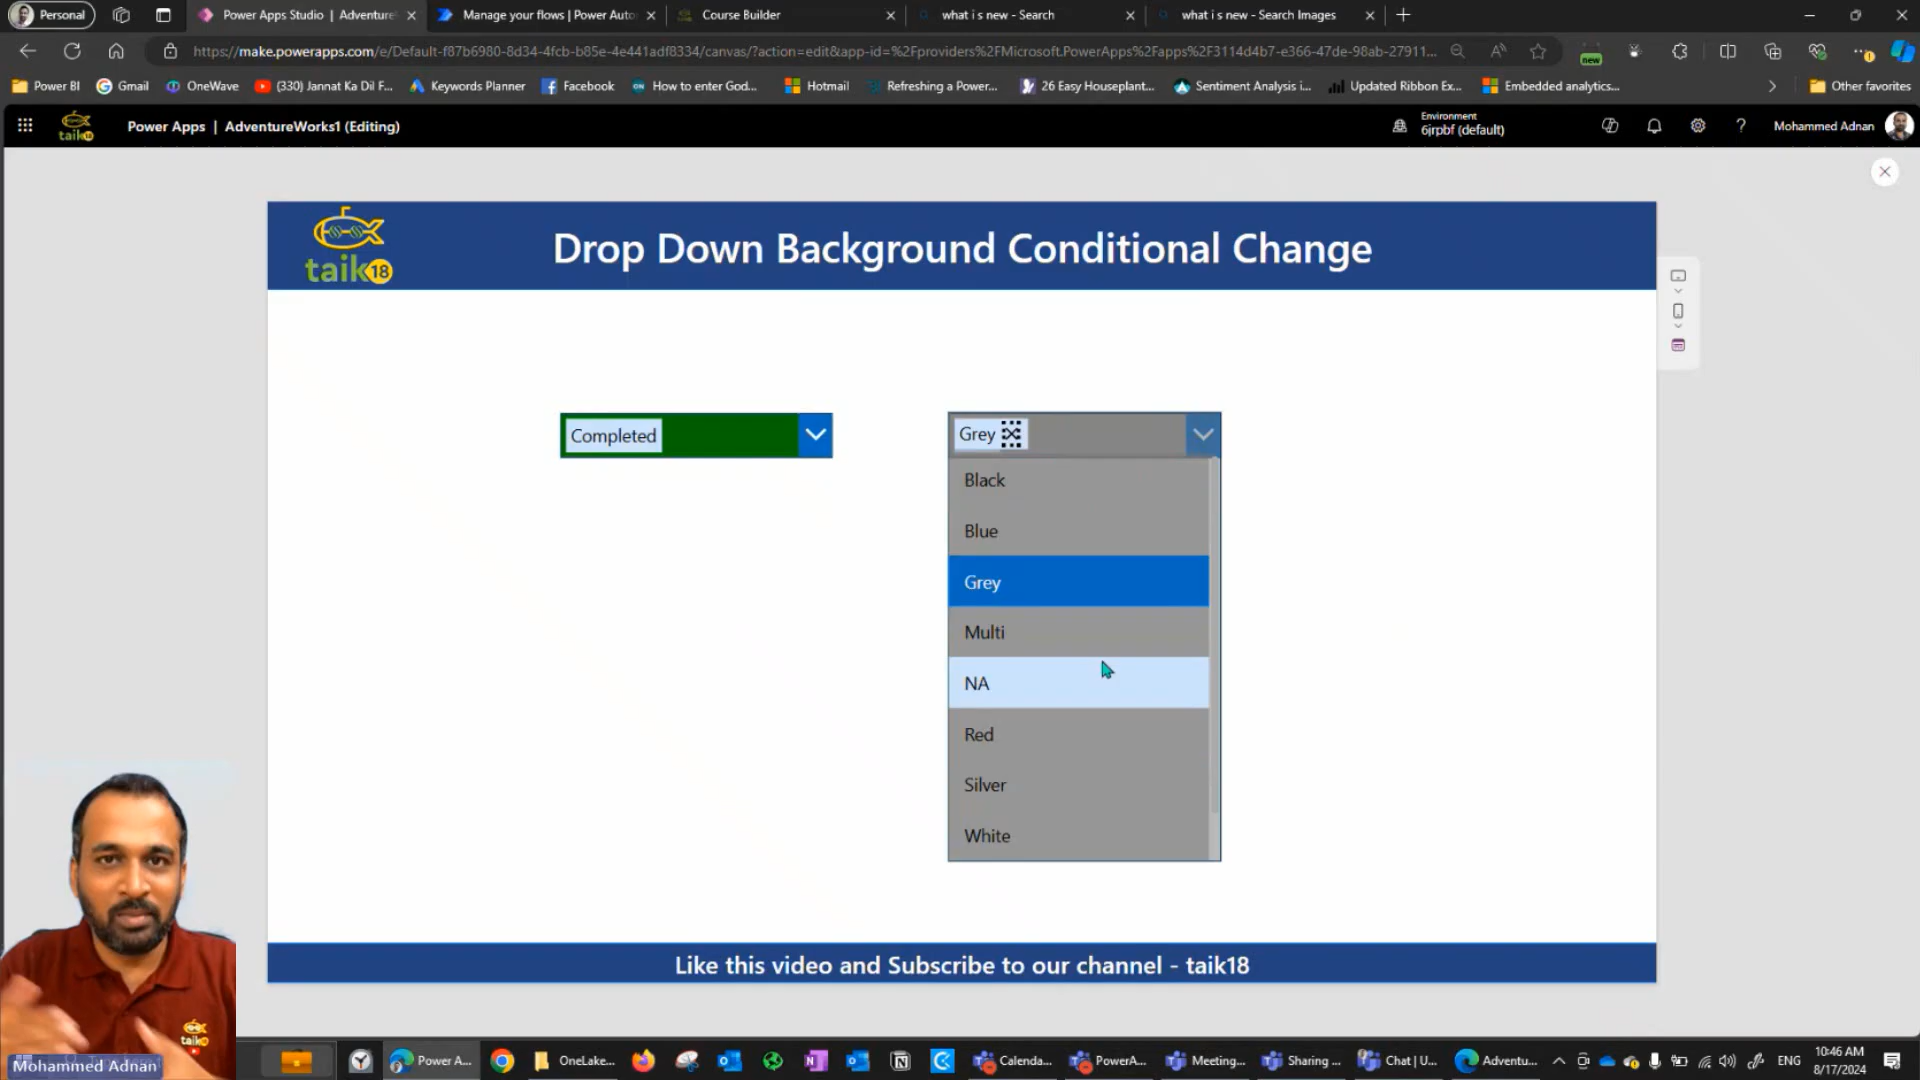 Personal
Power Apps Studio | Adventure
Manage your flows | Power Auto
Course Builder
what i s new - Search
what i s new - Search Images
https://make.powerapps.com/e/Default-f87b6980-8d34-4fcb-b85e-4e441adf8334/canvas/?action=edit&app-id=%2Fproviders%2FMicrosoft.PowerApps%2Fapps%2F3114d4b7-e366-47de-98ab-27911...
new
Power BI
Gmail
OneWave
(330) Jannat Ka Dil F...
Keywords Planner
Facebook
How to enter God...
Hotmail
Refreshing a Power...
26 Easy Houseplant...
Sentiment Analysis i...
Updated Ribbon Ex...
Embedded analytics...
Other favorites
taik18
Power Apps | AdventureWorks1 (Editing)
Environment
6jrpbf (default)
Mohammed Adnan
taik18
Drop Down Background Conditional Change
Completed
Grey
Black
Blue
Grey
Multi
NA
Red
Silver
White
Like this video and Subscribe to our channel - taik18
taik18
Mohammed Adnan
Power A...
OneLake...
Calenda...
PowerA...
Meeting...
Sharing ...
Chat | U...
Adventu...
ENG
10:46 AM
8/17/2024